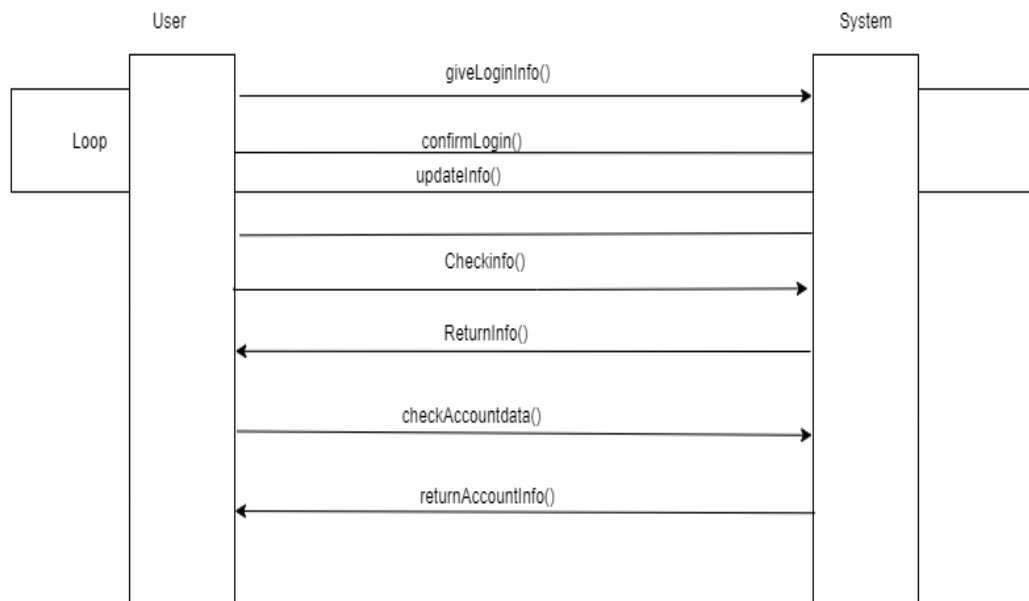 User
System
giveLoginInfo()
Loop
confirmLogin()
updateInfo()
Checkinfo()
ReturnInfo()
checkAccountdata()
returnAccountInfo()